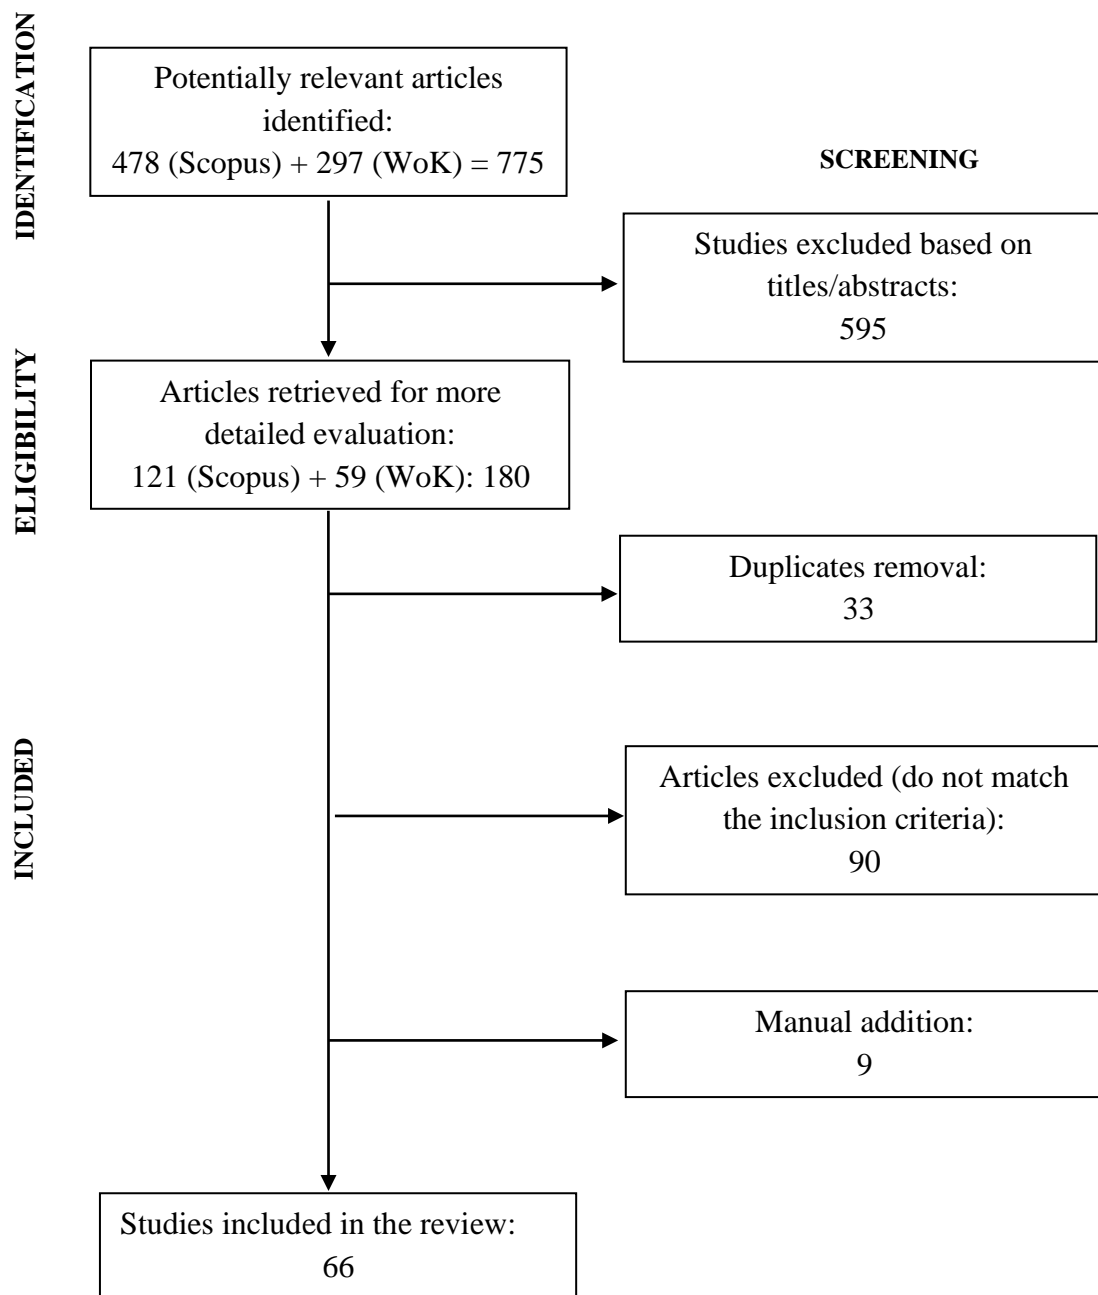 IDENTIFICATION
Potentially relevant articles
identified:
478 (Scopus) + 297 (WoK) = 775
SCREENING
Studies excluded based on
titles/abstracts:
595
ELIGIBILITY
Articles retrieved for more
detailed evaluation:
121 (Scopus) + 59 (WoK): 180
Duplicates removal:
33
INCLUDED
Articles excluded (do not match
the inclusion criteria):
90
Manual addition:
9
Studies included in the review:
66